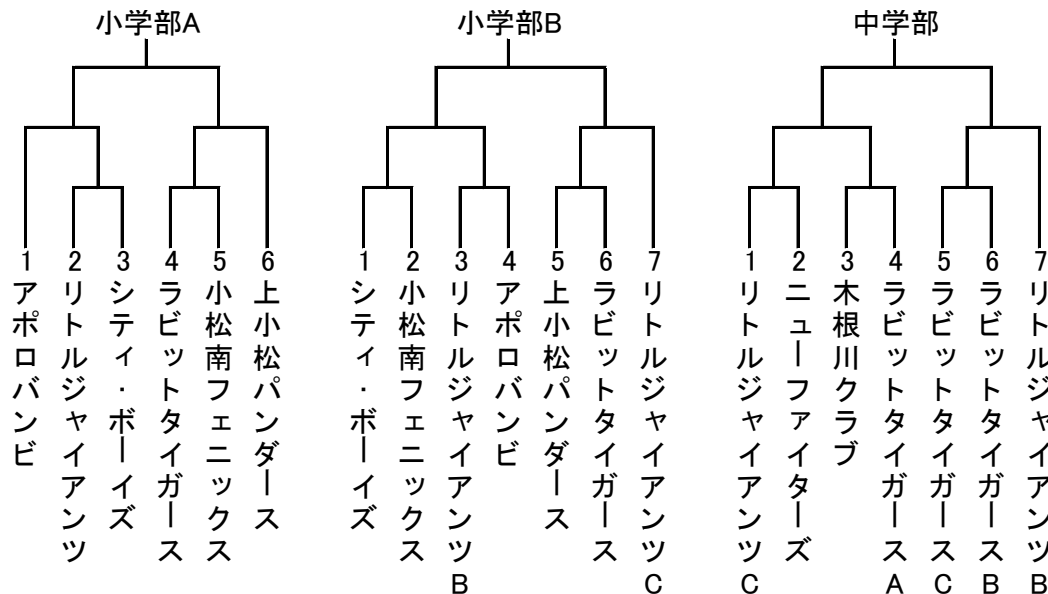 小学部A
1 アポロバンビ
2 リトルジャイアンツ
3 シティ・ボーイズ
4 ラビットタイガース
5 小松南フェニックス
6 上小松パンダース
小学部B
1 シティ・ボーイズ
2 小松南フェニックス
3 リトルジャイアンツB
4 アポロバンビ
5 上小松パンダース
6 ラビットタイガース
7 リトルジャイアンツC
中学部
1 リトルジャイアンツC
2 ニューファイターズ
3 木根川クラブ
4 ラビットタイガースA
5 ラビットタイガースC
6 ラビットタイガースB
7 リトルジャイアンツB